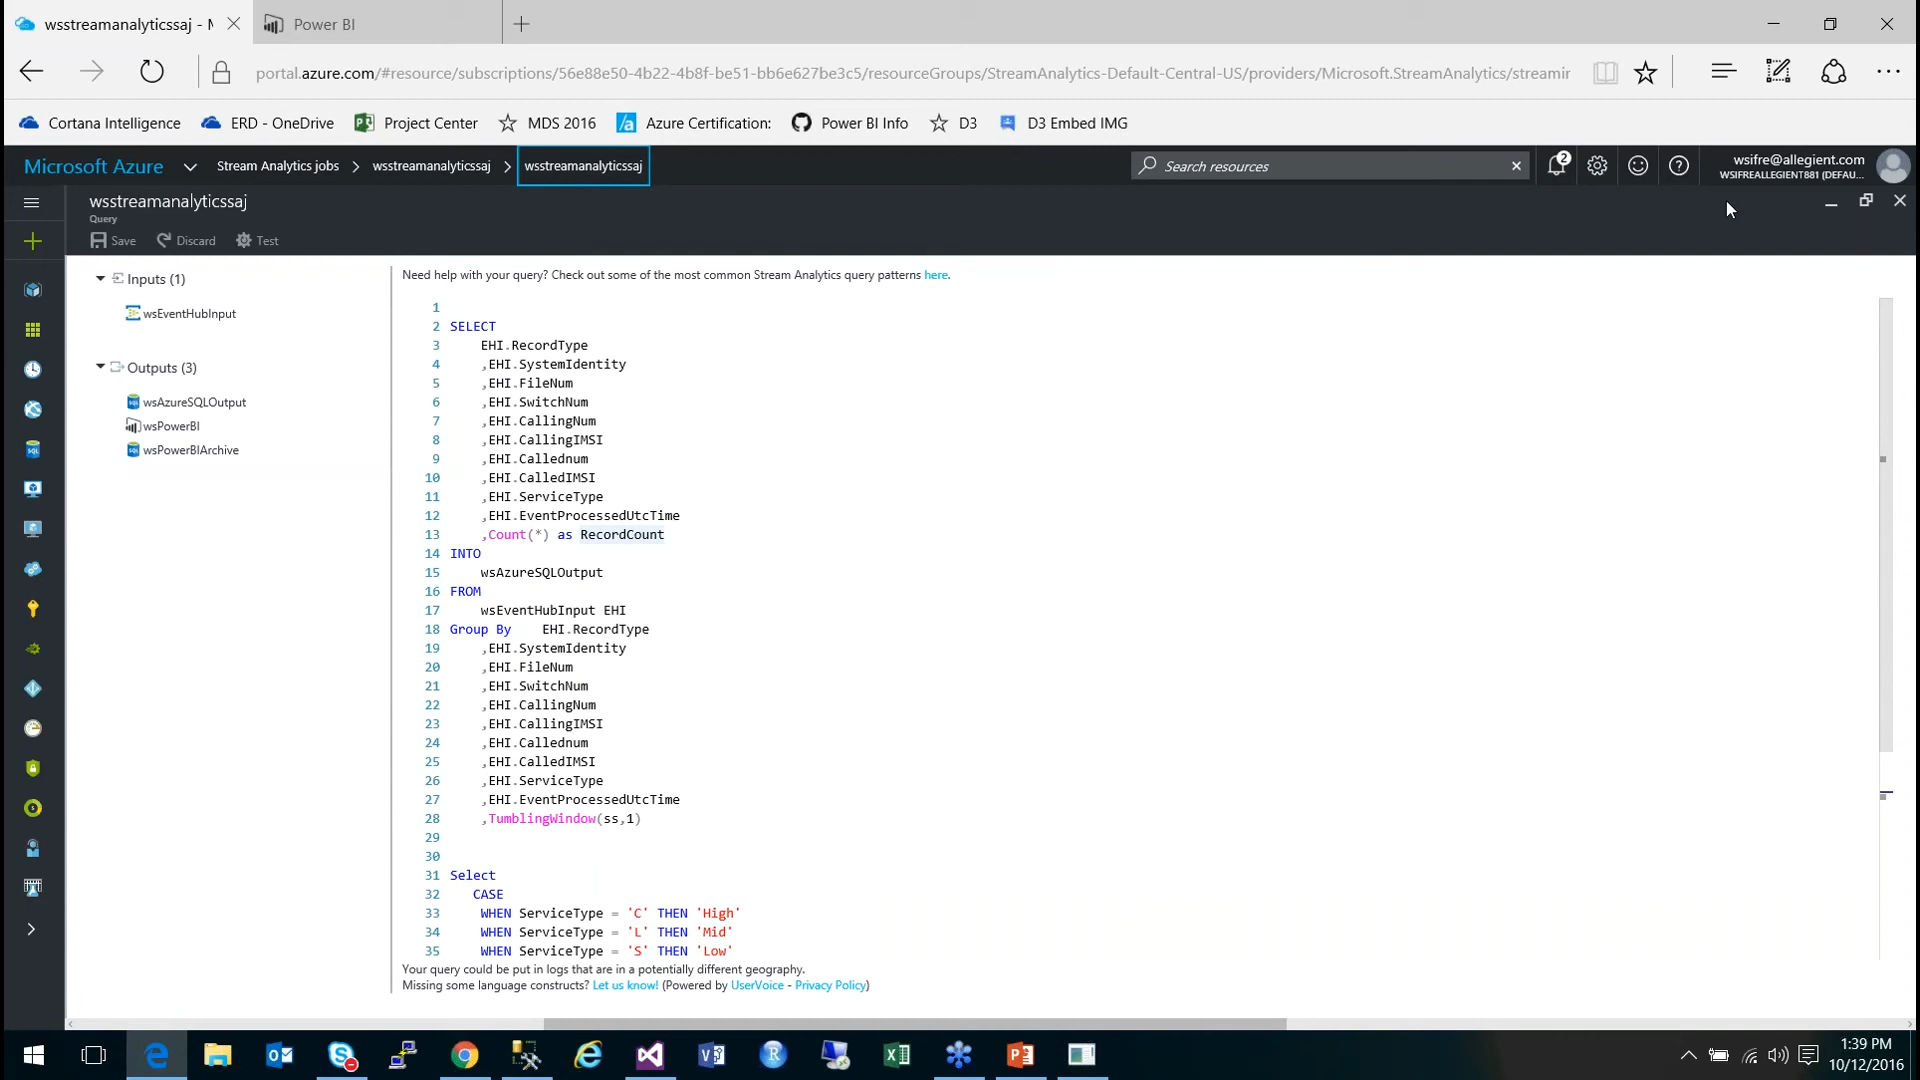 wsstreamanalyticssaj - M
Power BI
portal.azure.com/#resource/subscriptions/56e88e50-4b22-4b8f-be51-bb6e627be3c5/resourceGroups/StreamAnalytics-Default-Central-US/providers/Microsoft.StreamAnalytics/streamin
Cortana Intelligence
ERD - OneDrive
Project Center
MDS 2016
Azure Certification:
Power BI Info
D3
D3 Embed IMG
Microsoft Azure
Stream Analytics jobs
wsstreamanalyticssaj
wsstreamanalyticssaj
Search resources
2
wsifre@allegient.com
WSIFREALLEGIENT881 (DEFAU...
wsstreamanalyticssaj
Query
Save
Discard
Test
Inputs (1)
wsEventHubInput
Outputs (3)
wsAzureSQLOutput
wsPowerBI
wsPowerBIArchive
Need help with your query? Check out some of the most common Stream Analytics query patterns here.
1
2 SELECT
3 EHI.RecordType
4 ,EHI.SystemIdentity
5 ,EHI.FileNum
6 ,EHI.SwitchNum
7 ,EHI.CallingNum
8 ,EHI.CallingIMSI
9 ,EHI.Callednum
10 ,EHI.CalledIMSI
11 ,EHI.ServiceType
12 ,EHI.EventProcessedUtcTime
13 ,Count(*) as RecordCount
14 INTO
15 wsAzureSQLOutput
16 FROM
17 wsEventHubInput EHI
18 Group By EHI.RecordType
19 ,EHI.SystemIdentity
20 ,EHI.FileNum
21 ,EHI.SwitchNum
22 ,EHI.CallingNum
23 ,EHI.CallingIMSI
24 ,EHI.Callednum
25 ,EHI.CalledIMSI
26 ,EHI.ServiceType
27 ,EHI.EventProcessedUtcTime
28 ,TumblingWindow(ss,1)
29
30
31 Select
32 CASE
33 WHEN ServiceType = 'C' THEN 'High'
34 WHEN ServiceType = 'L' THEN 'Mid'
35 WHEN ServiceType = 'S' THEN 'Low'
Your query could be put in logs that are in a potentially different geography.
Missing some language constructs? Let us know! (Powered by UserVoice - Privacy Policy)
1:39 PM
10/12/2016